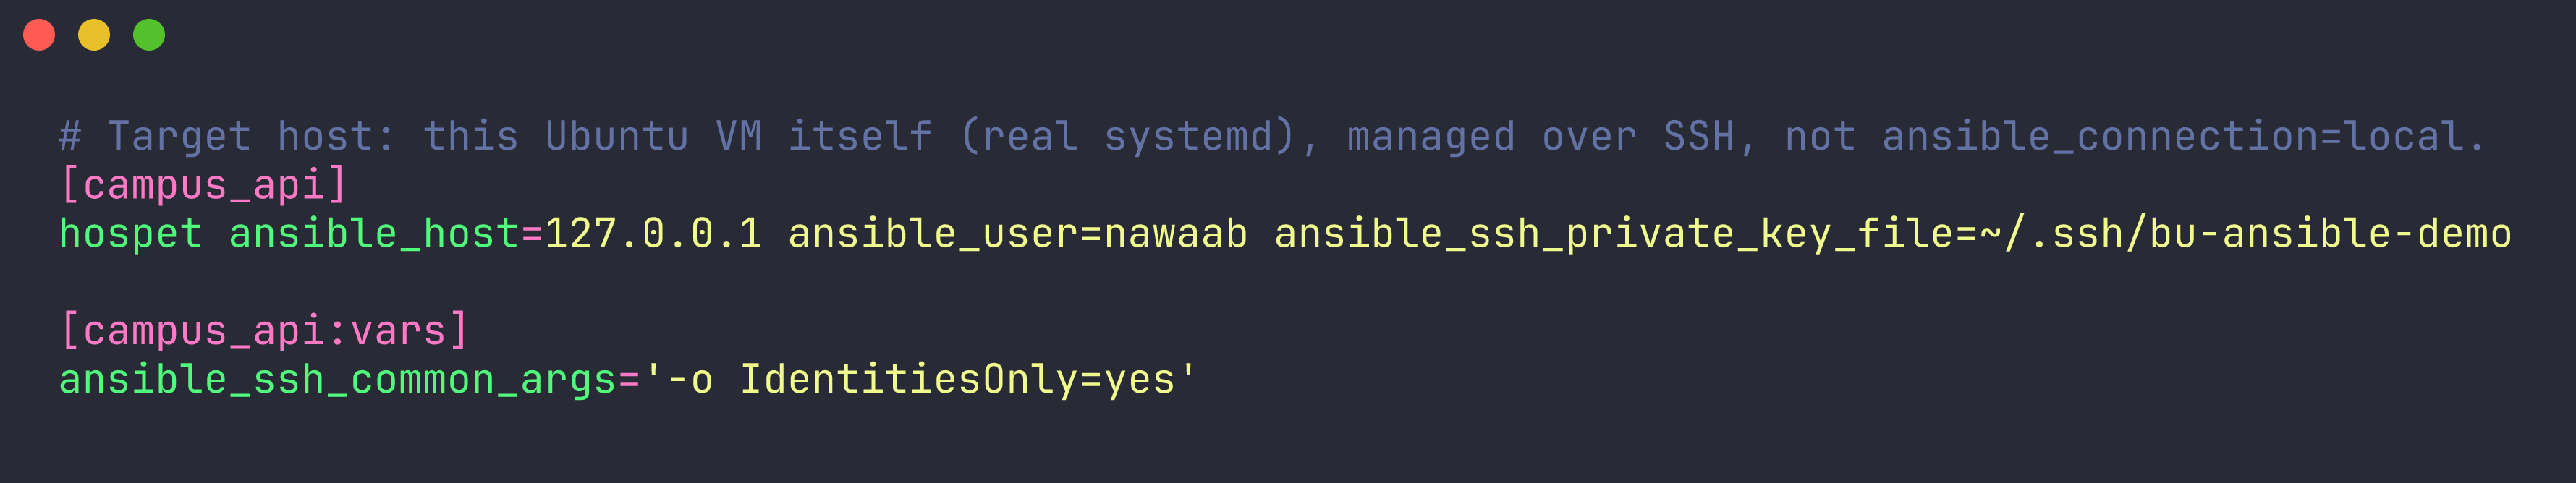 # Target host: this Ubuntu VM itself (real systemd), managed over SSH, not ansible_connection=local.
[campus_api]
hospet ansible_host=127.0.0.1 ansible_user=nawaab ansible_ssh_private_key_file=~/.ssh/bu-ansible-demo
[campus_api:vars]
ansible_ssh_common_args='-o IdentitiesOnly=yes'